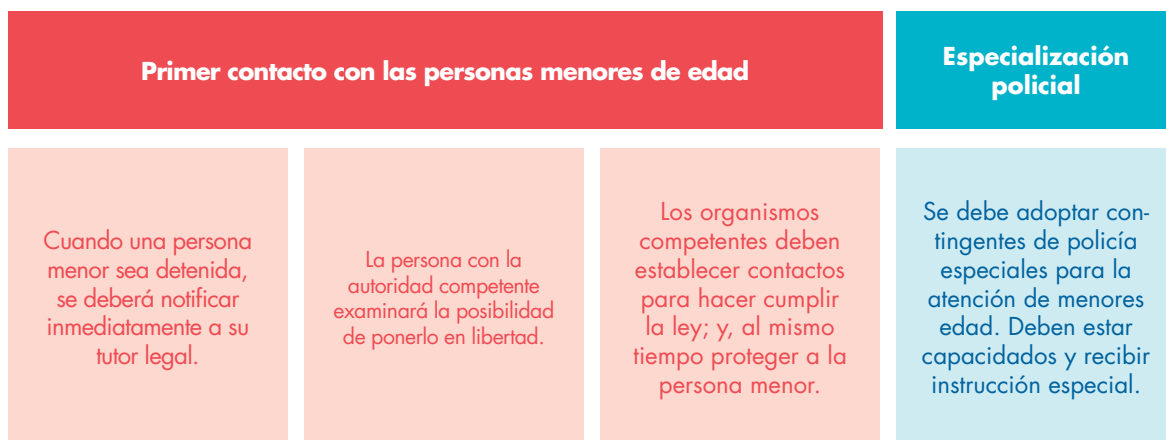 Primer contacto con las personas menores de edad
Especialización
policial
Cuando una persona
menor sea detenida,
se deberá notificar
inmediatamente a su
tutor legal.
La persona con la
autoridad competente
examinará la posibilidad
de ponerlo en libertad.
Los organismos
competentes deben
establecer contactos
para hacer cumplir
la ley; y, al mismo
tiempo proteger a la
persona menor.
Se debe adoptar con-
tingentes de policía
especiales para la
atención de menores
edad. Deben estar
capacidados y recibir
instrucción especial.